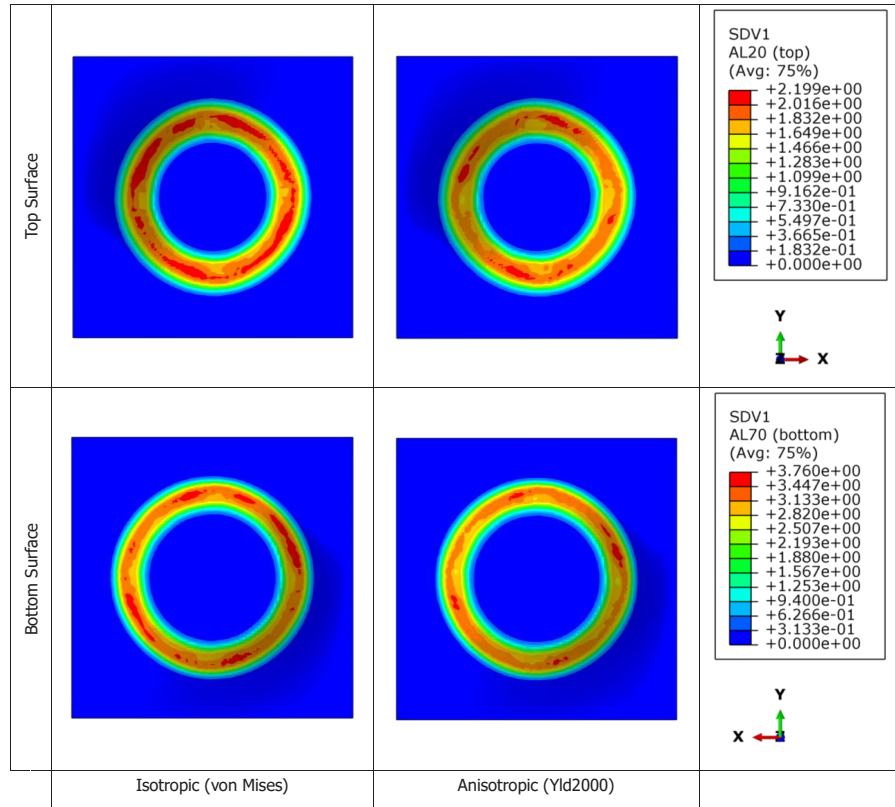 Top Surface
SDV1
AL20 (top)
(Avg: 75%)
+2.199e+00
+2.016e+00
+1.832e+00
+1.649e+00
+1.466e+00
+1.283e+00
+1.099e+00
+9.162e-01
+7.330e-01
+5.497e-01
+3.665e-01
+1.832e-01
+0.000e+00
Y
Z X
Bottom Surface
SDV1
AL70 (bottom)
(Avg: 75%)
+3.760e+00
+3.447e+00
+3.133e+00
+2.820e+00
+2.507e+00
+2.193e+00
+1.880e+00
+1.567e+00
+1.253e+00
+9.400e-01
+6.266e-01
+3.133e-01
+0.000e+00
Y
X Z
Isotropic (von Mises)
Anisotropic (Yld2000)